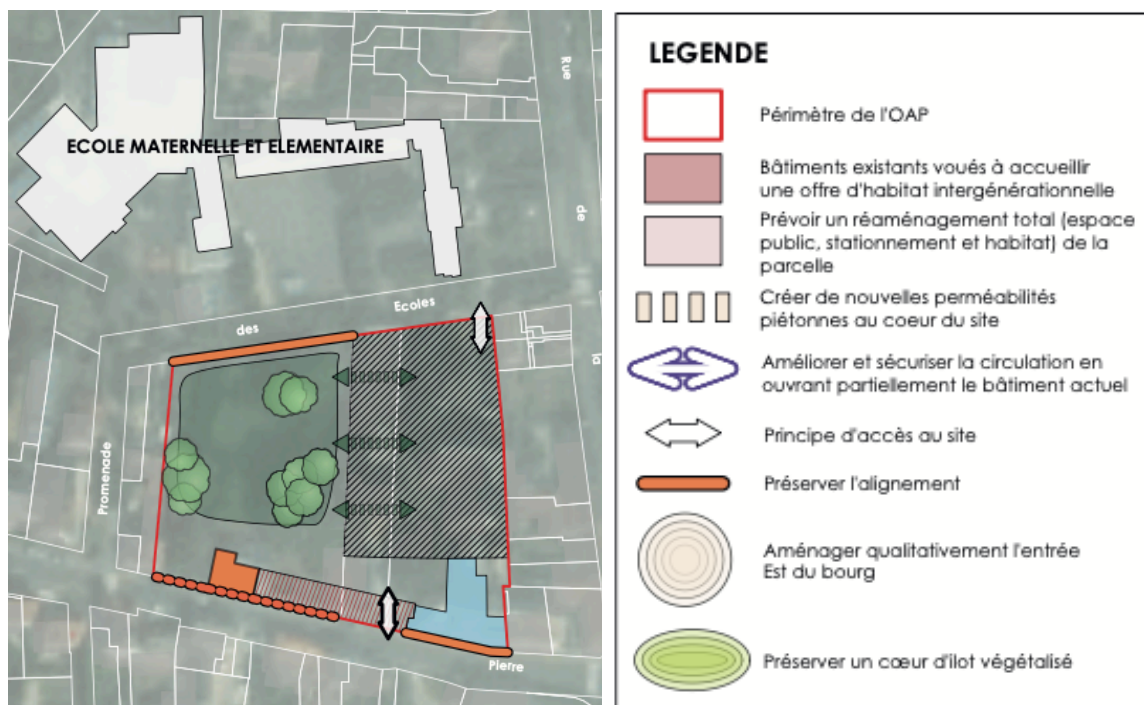 Rue
de
la
ECOLE MATERNELLE ET ELEMENTAIRE
Ecoles
des
Promenade
Pierre
LEGENDE
Périmètre de l'OAP
Bâtiments existants voués à accueillir
une offre d'habitat intergénérationnelle
Prévoir un réaménagement total (espace
public, stationnement et habitat) de la
parcelle
Créer de nouvelles perméabilités
piétonnes au coeur du site
Améliorer et sécuriser la circulation en
ouvrant partiellement le bâtiment actuel
Principe d'accès au site
Préserver l'alignement
Aménager qualitativement l'entrée
Est du bourg
Préserver un cœur d'ilot végétalisé